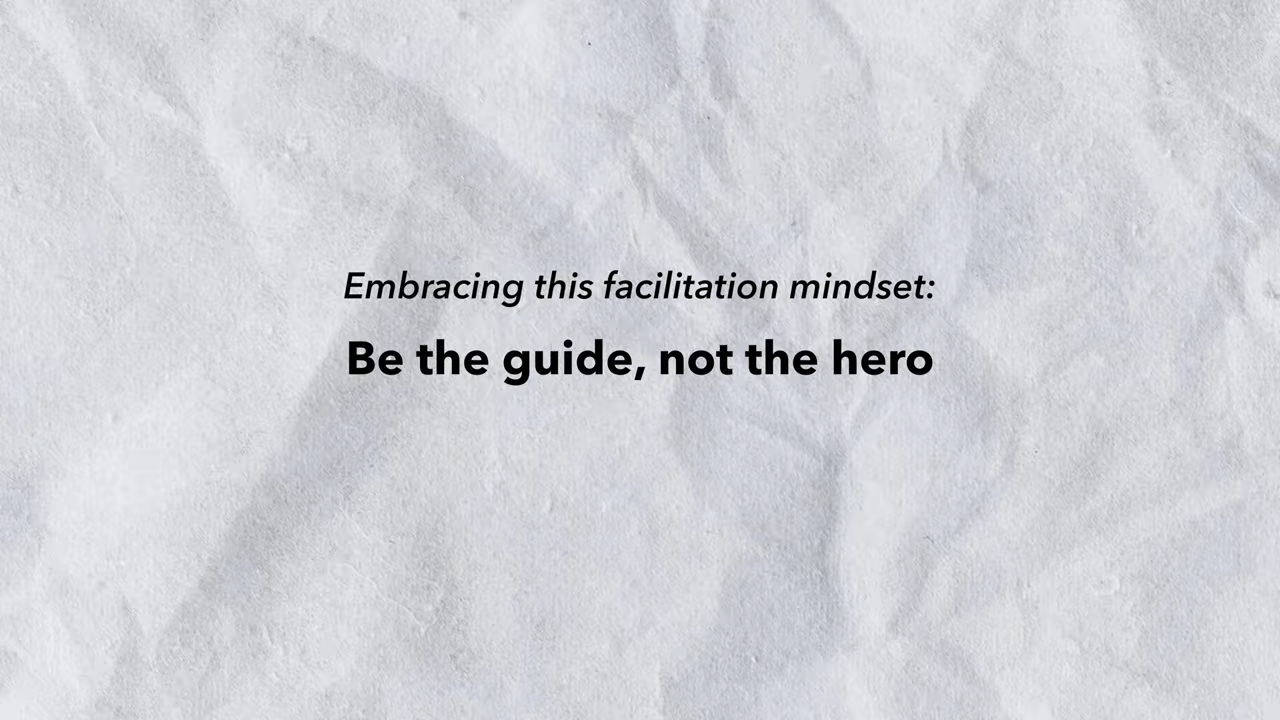 Embracing this facilitation mindset:
Be the guide, not the hero